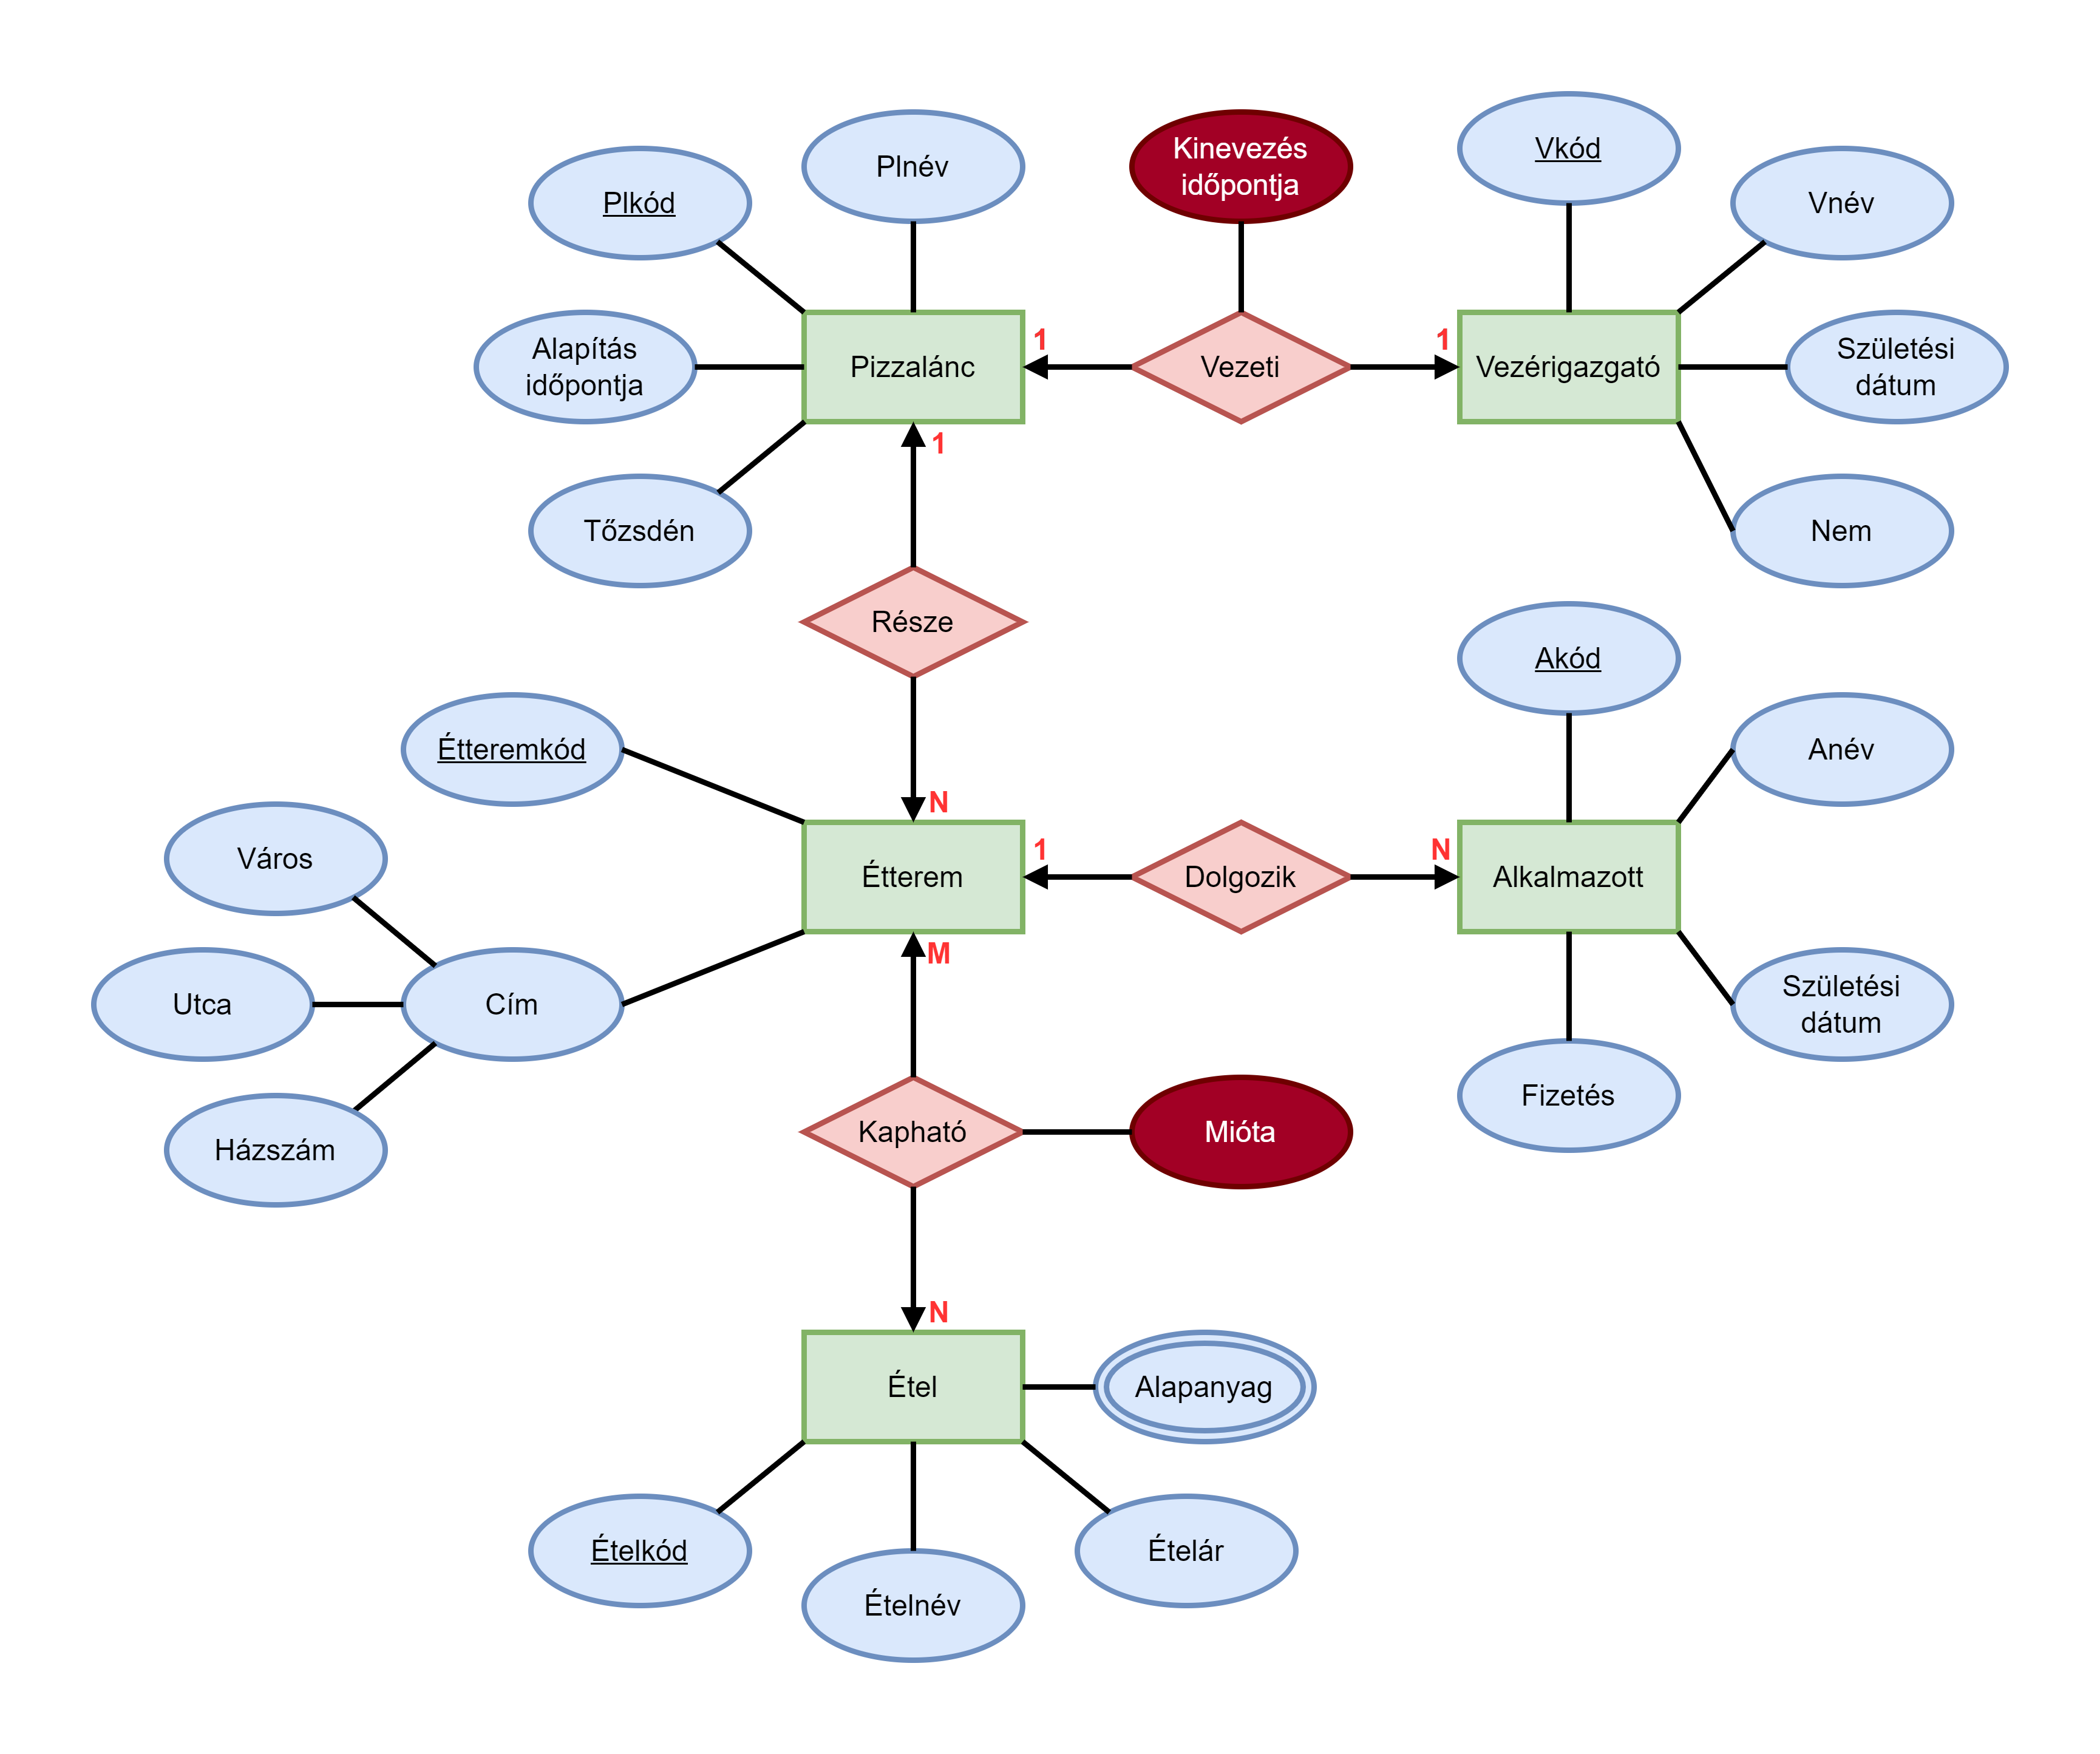 Kinevezés
időpontja
Vkód
Plnév
Plkód
Vnév
Alapítás
időpontja
Pizzalánc
1
Vezeti
1
Vezérigazgató
Születési
dátum
1
Tőzsdén
Nem
Része
Akód
Étteremkód
Anév
N
Város
Étterem
1
Dolgozik
N
Alkalmazott
M
Utca
Cím
Születési
dátum
Fizetés
Házszám
Kapható
Mióta
N
Étel
Alapanyag
Ételkód
Ételnév
Ételár